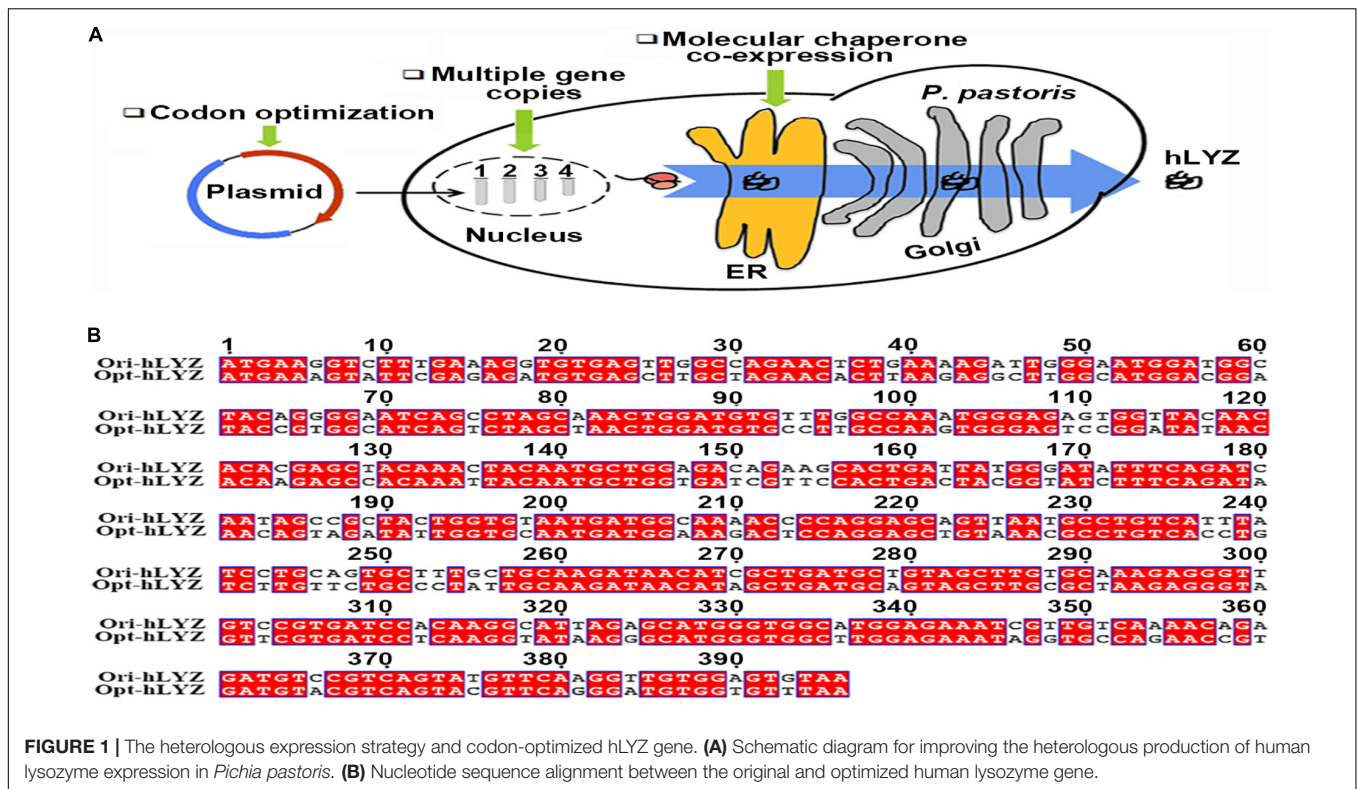 A
❑ Molecular chaperone
co-expression
❑ Multiple gene
copies
❑ Codon optimization
P. pastoris
hLYZ
Plasmid
1 2 3 4
Nucleus
ER
Golgi
B
1 10 20 30 40 50 60
Ori-hLYZ ATGAAGGTCTTTGAAAGGTGTGAGTTGGCCAGAACTCTGAAAAGATTGGGAATGGATGGC
Opt-hLYZ ATGAAAGTATTCGAGAGATGTGAGCTTGCTAGAACACTTAAGAGGCTTGGCATGGACGGA
70 80 90 100 110 120
Ori-hLYZ TACAGGGGAATCAGCCTAGCAAACTGGATGTGTTTGGCCAAATGGGAGAGTGGTTACAAC
Opt-hLYZ TACCGTGGCATCAGTCTAGCTAACTGGATGTGCCTTGCCAAGTGGGAGTCCGGATATAAC
130 140 150 160 170 180
Ori-hLYZ ACACGAGCTACAAACTACAATGCTGGAGACAGAAGCACTGATTATGGGATATTTCAGATC
Opt-hLYZ ACAAGAGCCACAAATTACAATGCTGGTGATCGTTCCACTGACTACGGTATCTTTCAGATA
190 200 210 220 230 240
Ori-hLYZ AATAGCCGCTACTGGTGTAATGATGGCAAAACCCCAGGAGCAGTTAATGCCTGTCATTTA
Opt-hLYZ AACAGTAGATATTGGTGCAATGATGGAAAGACTCCAGGAGCTGTAAACGCCTGTCACCTG
250 260 270 280 290 300
Ori-hLYZ TCCTGCAGTGCTTTGCTGCAAGATAACATCGCTGATGCTGTAGCTTGTGCAAAGAGGGTT
Opt-hLYZ TCTTGTTCTGCCCTATTGCAAGATAACATAGCTGATGCAGTAGCTTGCGCTAAGAGGGTA
310 320 330 340 350 360
Ori-hLYZ GTCCGTGATCCACAAGGCATTAGAGCATGGGTGGCATGGAGAAATCGTTGTCAAAACAGA
Opt-hLYZ GTTCGTGATCCTCAAGGTATAAGGGCATGGGTGGCTTGGAGAAATAGGTGCCAGAACCGT
370 380 390
Ori-hLYZ GATGTCCGTCAGTATGTTCAAGGTTGTGGAGTGTAA
Opt-hLYZ GATGTACGTCAGTACGTTCAGGGATGTGGTGTTTAA
FIGURE 1 | The heterologous expression strategy and codon-optimized hLYZ gene. (A) Schematic diagram for improving the heterologous production of human
lysozyme expression in Pichia pastoris. (B) Nucleotide sequence alignment between the original and optimized human lysozyme gene.